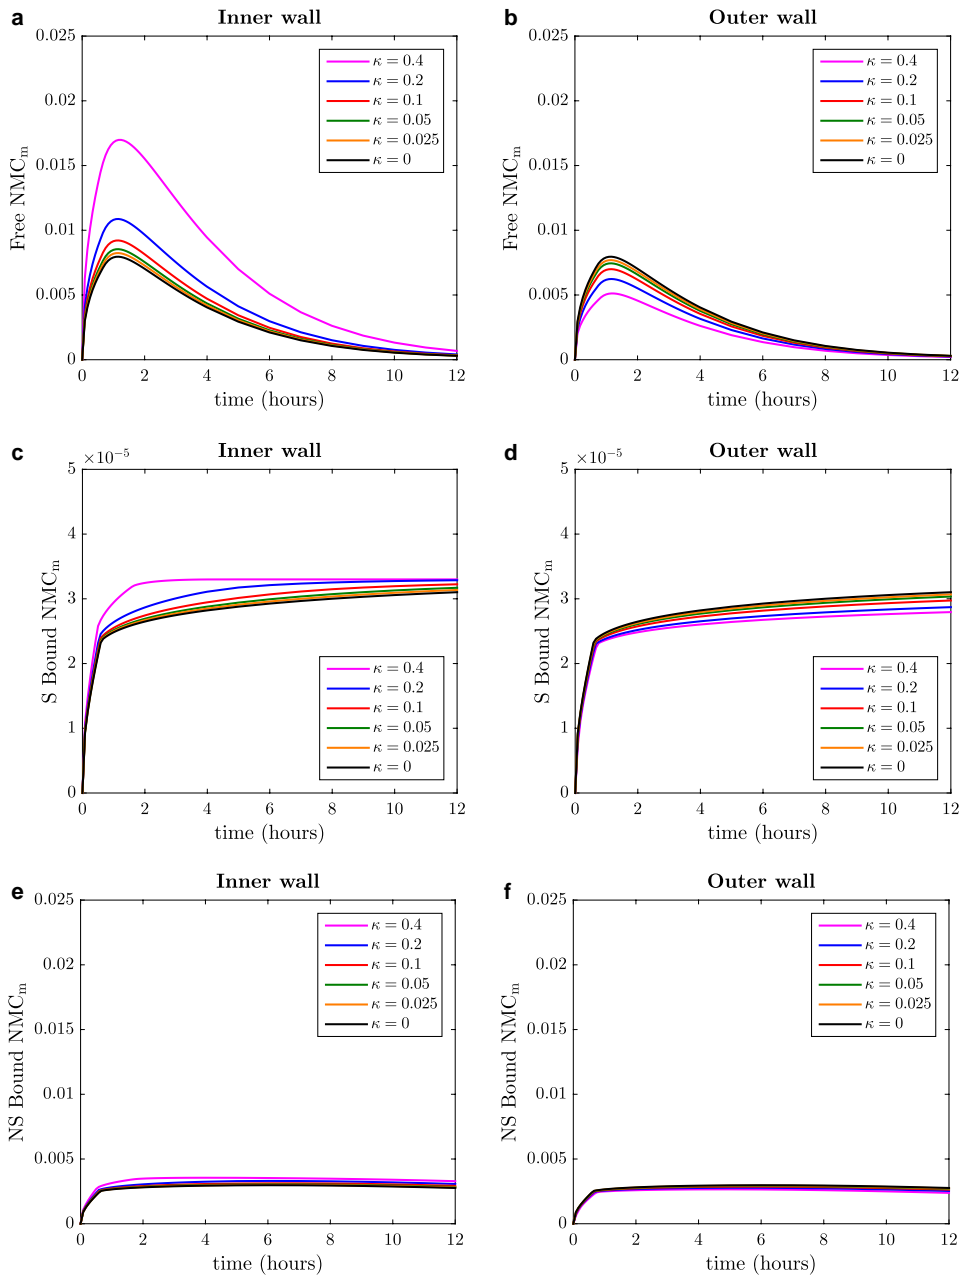 a Inner wall
0.025
0.02
0.015
0.01
0.005
0
Free NMCm
κ = 0.4
κ = 0.2
κ = 0.1
κ = 0.05
κ = 0.025
κ = 0
0 2 4 6 8 10 12
time (hours)
b Outer wall
0.025
0.02
0.015
0.01
0.005
0
Free NMCm
κ = 0.4
κ = 0.2
κ = 0.1
κ = 0.05
κ = 0.025
κ = 0
0 2 4 6 8 10 12
time (hours)
c Inner wall
×10⁻⁵
5
4
3
2
1
0
S Bound NMCm
κ = 0.4
κ = 0.2
κ = 0.1
κ = 0.05
κ = 0.025
κ = 0
0 2 4 6 8 10 12
time (hours)
d Outer wall
×10⁻⁵
5
4
3
2
1
0
S Bound NMCm
κ = 0.4
κ = 0.2
κ = 0.1
κ = 0.05
κ = 0.025
κ = 0
0 2 4 6 8 10 12
time (hours)
e Inner wall
0.025
0.02
0.015
0.01
0.005
0
NS Bound NMCm
κ = 0.4
κ = 0.2
κ = 0.1
κ = 0.05
κ = 0.025
κ = 0
0 2 4 6 8 10 12
time (hours)
f Outer wall
0.025
0.02
0.015
0.01
0.005
0
NS Bound NMCm
κ = 0.4
κ = 0.2
κ = 0.1
κ = 0.05
κ = 0.025
κ = 0
0 2 4 6 8 10 12
time (hours)